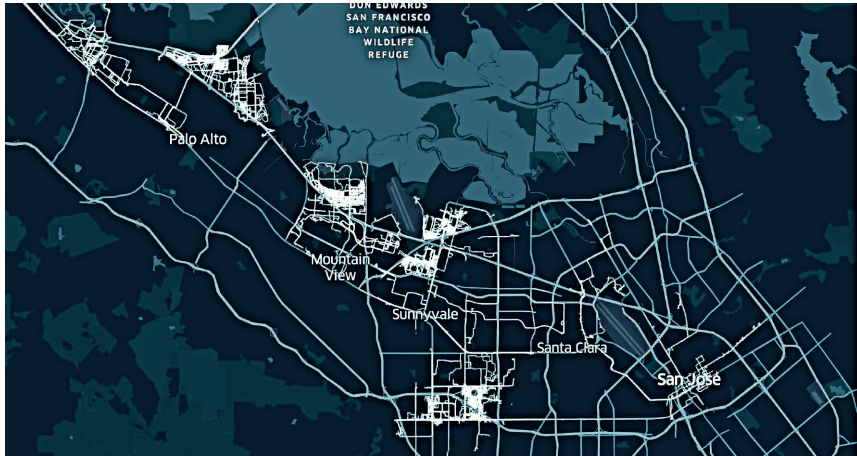 DON EDWARDS
SAN FRANCISCO
BAY NATIONAL
WILDLIFE
REFUGE
Palo Alto
Mountain
View
Sunnyvale
Santa Clara
San José